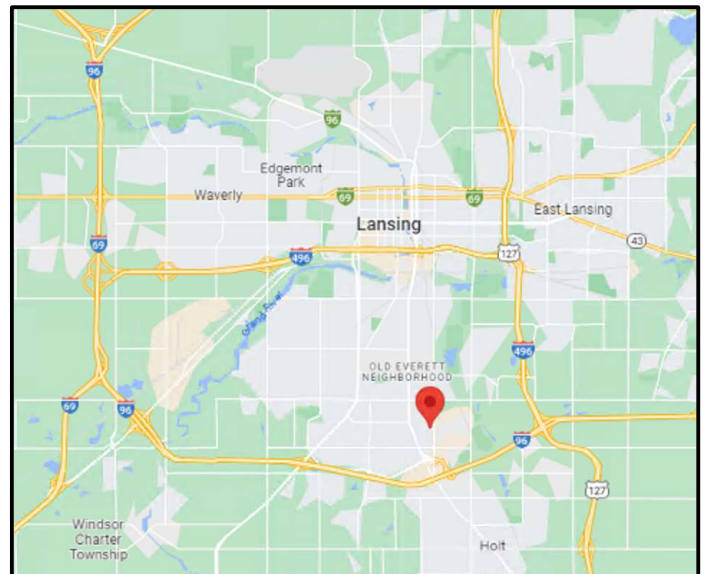 96
96
Edgemont
Park
Waverly
69
69
East Lansing
Lansing
69
43
496
127
Grand River
496
OLD EVERETT
NEIGHBORHOOD
69
96
96
127
Windsor
Charter
Township
Holt